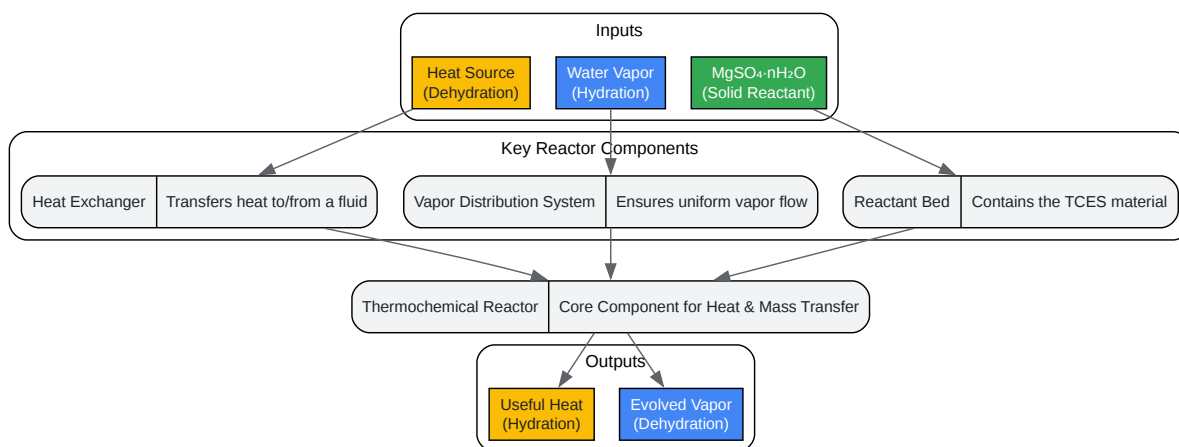 Inputs
Heat Source
(Dehydration)
Water Vapor
(Hydration)
MgSO₄·nH₂O
(Solid Reactant)
Key Reactor Components
Heat Exchanger
Transfers heat to/from a fluid
Vapor Distribution System
Ensures uniform vapor flow
Reactant Bed
Contains the TCES material
Thermochemical Reactor
Core Component for Heat & Mass Transfer
Outputs
Useful Heat
(Hydration)
Evolved Vapor
(Dehydration)